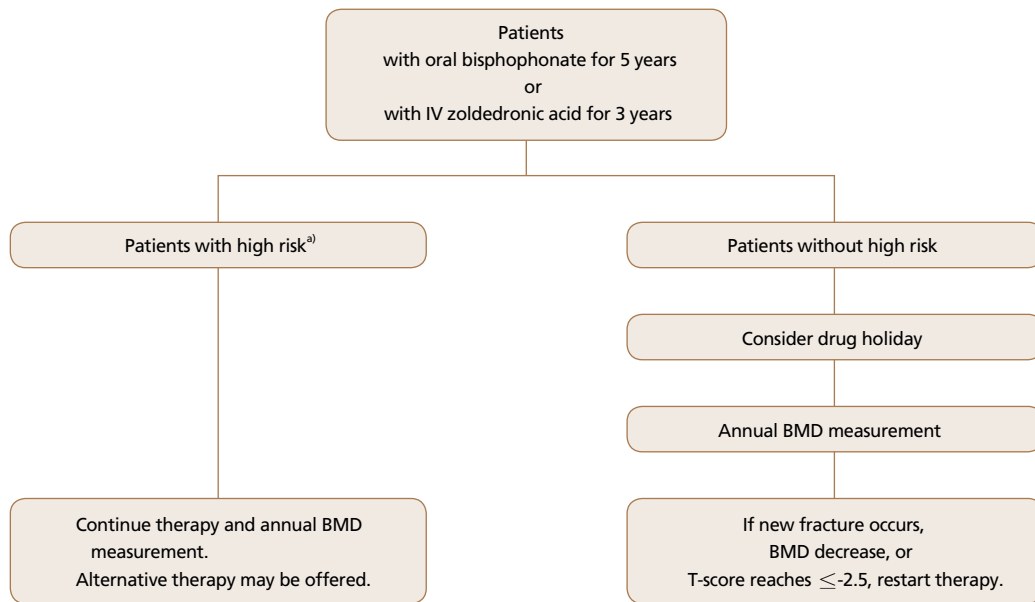 Patients
with oral bisphophonate for 5 years
or
with IV zoldedronic acid for 3 years
Patients with high risk a)
Patients without high risk
Consider drug holiday
Annual BMD measurement
Continue therapy and annual BMD
measurement.
Alternative therapy may be offered.
If new fracture occurs,
BMD decrease, or
T-score reaches ≤-2.5, restart therapy.